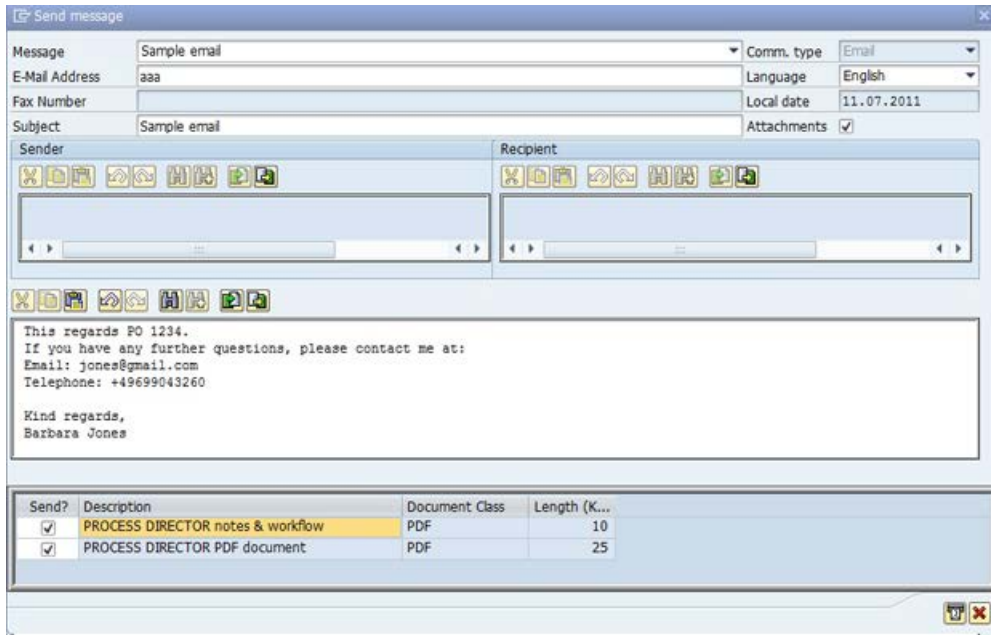 Send message
Message Sample email Comm. type Email
E-Mail Address aaa Language English
Fax Number Local date 11.07.2011
Subject Sample email Attachments
Sender Recipient
This regards PO 1234.
If you have any further questions, please contact me at:
Email: jones@gmail.com
Telephone: +49699043260
Kind regards,
Barbara Jones
Send? Description Document Class Length (K...
PROCESS DIRECTOR notes & workflow PDF 10
PROCESS DIRECTOR PDF document PDF 25